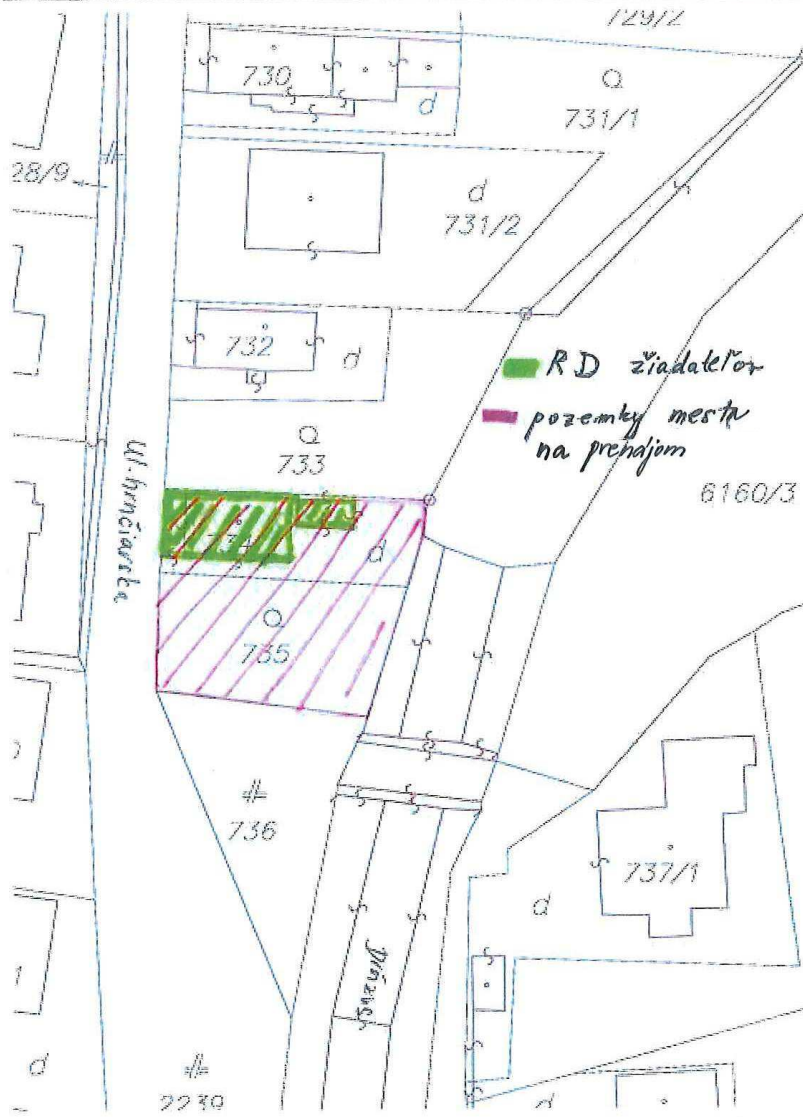 729/2
730
d
731/1
28/9
d
731/2
732
d
RD žiadateľov
pozemky mesta
na prenájom
733
6160/3
Ul. hrnčiarska
734
d
735
736
737/1
d
d
2239
d